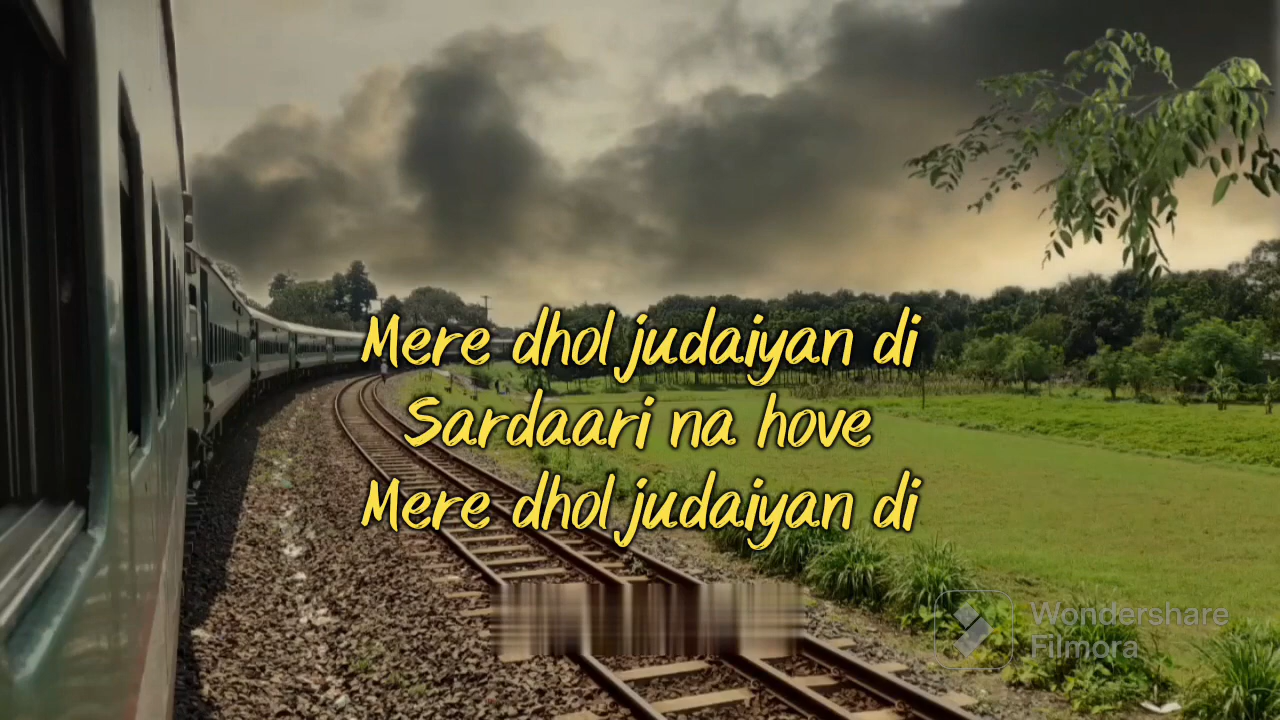 Mere dhol judaiyan di
Sardaari na hove
Mere dhol judaiyan di
Wondershare
Filmora